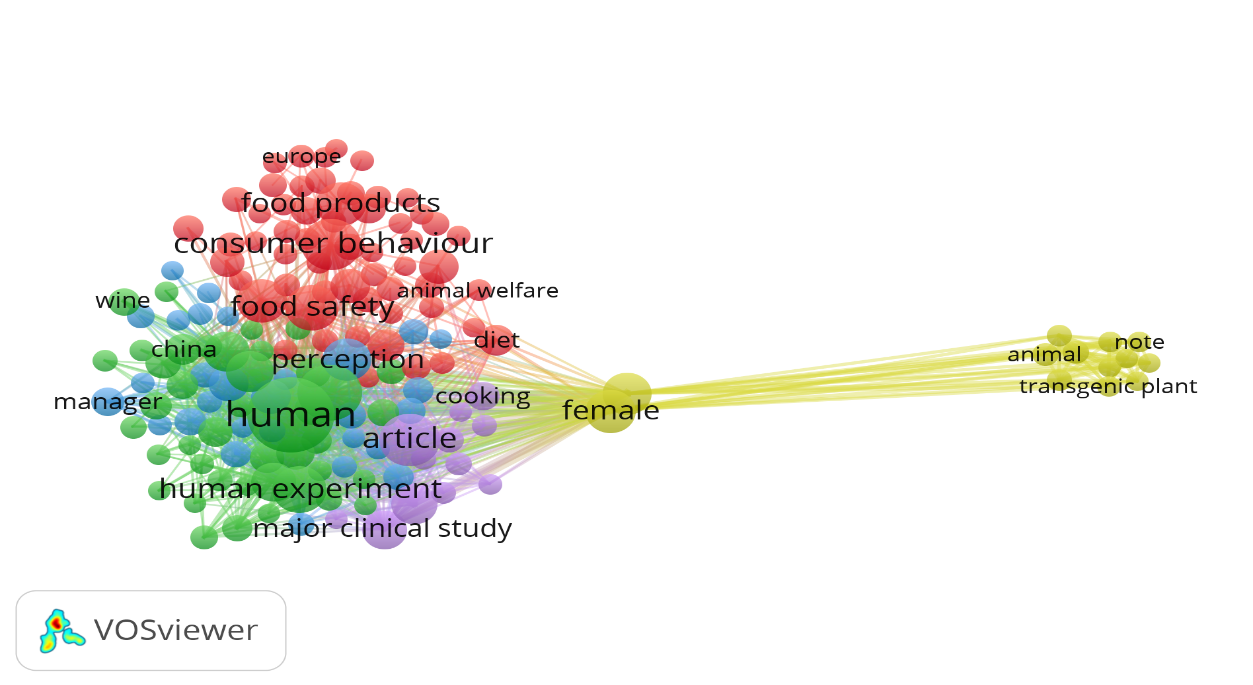 europe
food products
consumer behaviour
animal welfare
wine
food safety
diet
note
china
perception
animal
transgenic plant
manager
cooking
human
female
article
human experiment
major clinical study
VOSviewer